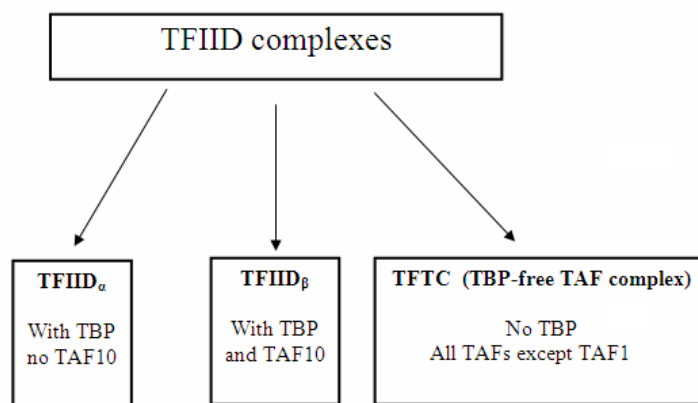 TFIID complexes
TFIIDα
With TBP
no TAF10
TFIIDβ
With TBP
and TAF10
TFTC (TBP-free TAF complex)
No TBP
All TAFs except TAF1